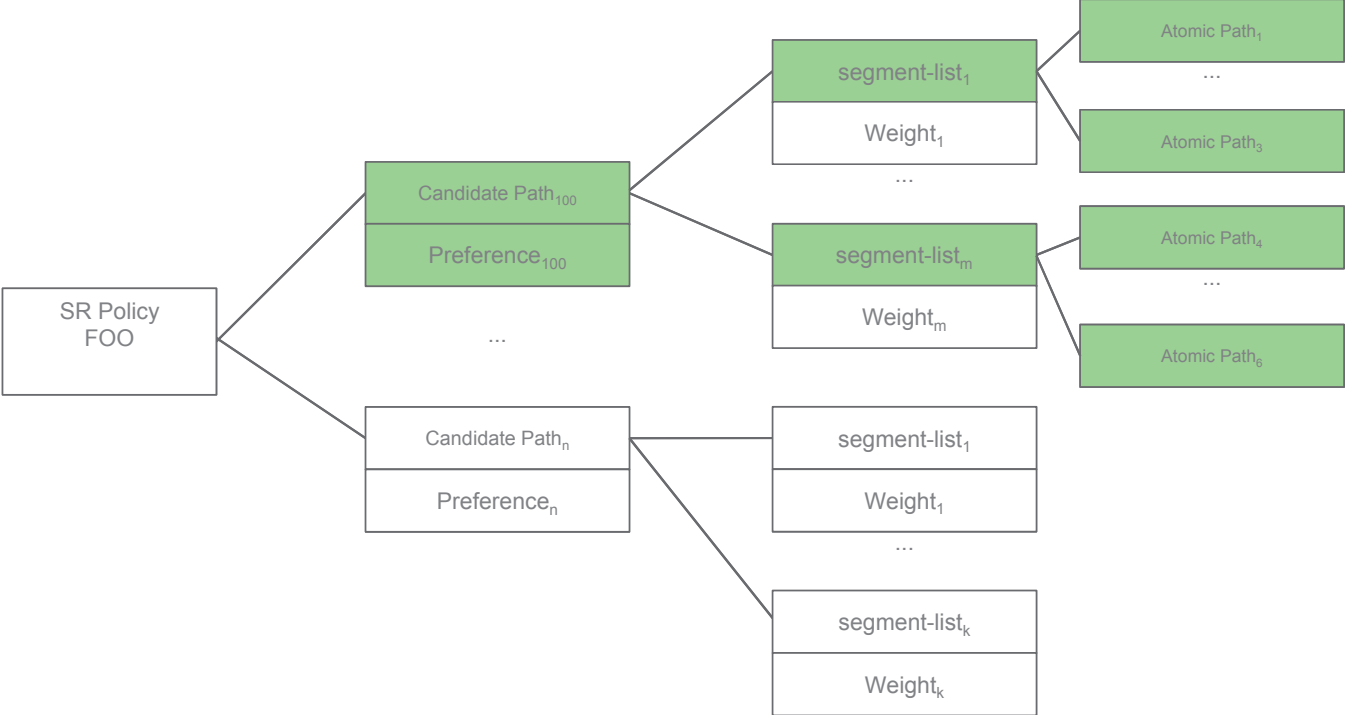 SR Policy
FOO
Candidate Path₁₀₀
Preference₁₀₀
...
Candidate Pathₙ
Preferenceₙ
segment-list₁
Weight₁
...
segment-listₘ
Weightₘ
segment-list₁
Weight₁
...
segment-listₖ
Weightₖ
Atomic Path₁
...
Atomic Path₃
Atomic Path₄
...
Atomic Path₆